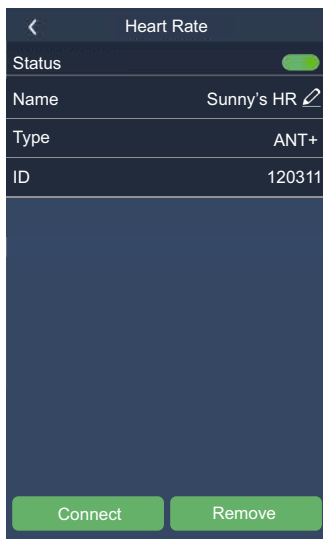 Heart Rate
Status
Name Sunny's HR
Type ANT+
ID 120311
Connect Remove